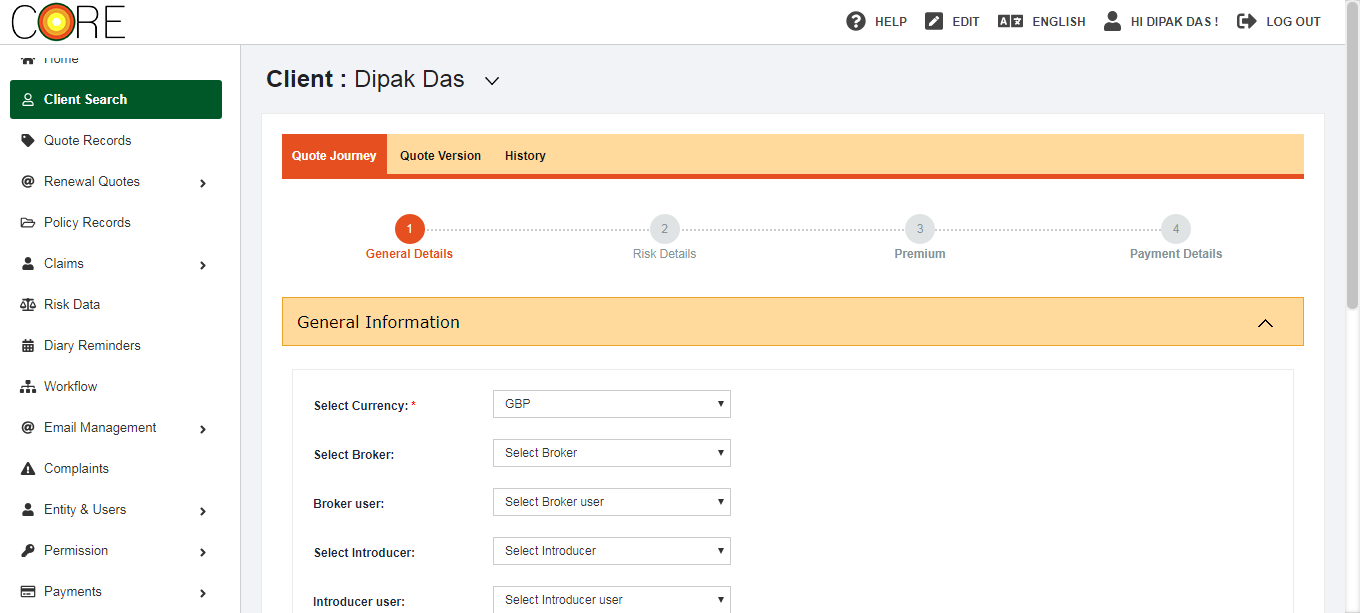 CORE
HELP
EDIT
ENGLISH
HI DIPAK DAS !
LOG OUT
Home
Client Search
Quote Records
Renewal Quotes
Policy Records
Claims
Risk Data
Diary Reminders
Workflow
Email Management
Complaints
Entity & Users
Permission
Payments
Client : Dipak Das
Quote Journey
Quote Version
History
1
General Details
2
Risk Details
3
Premium
4
Payment Details
General Information
Select Currency: *
GBP
Select Broker:
Select Broker
Broker user:
Select Broker user
Select Introducer:
Select Introducer
Introducer user:
Select Introducer user